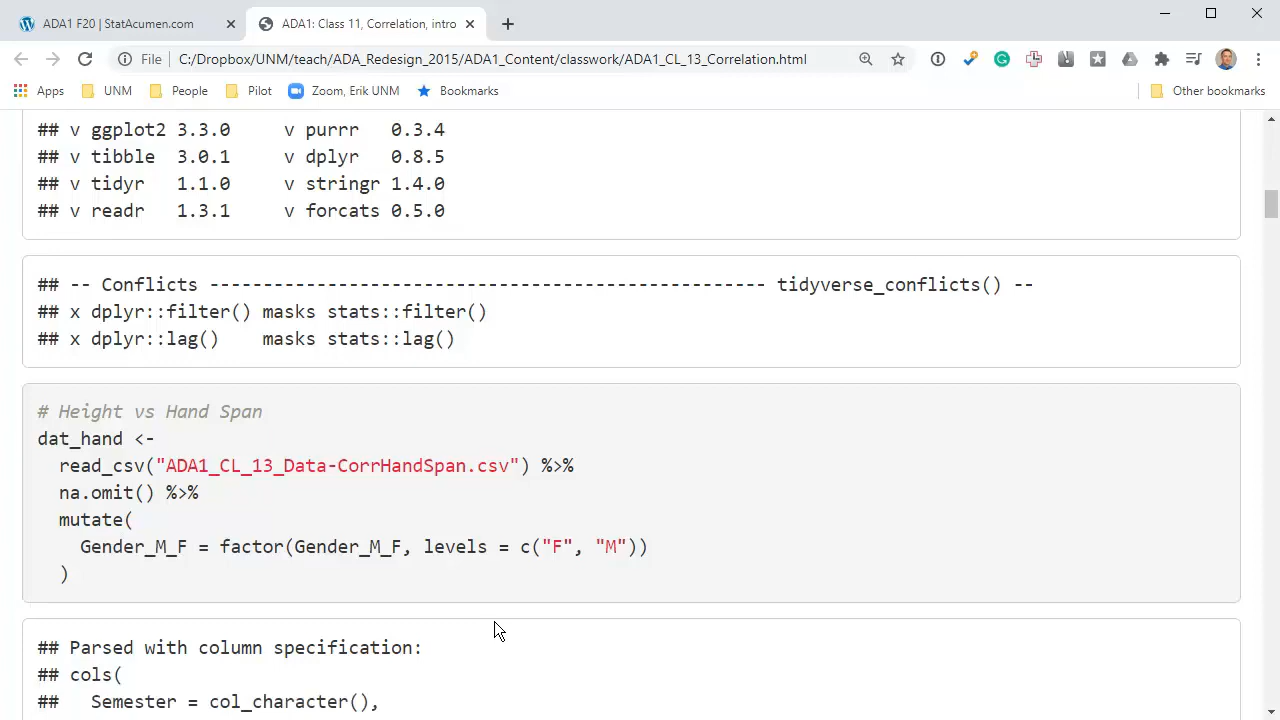 ADA1 F20 | StatAcumen.com
ADA1: Class 11, Correlation, intro
File
C:/Dropbox/UNM/teach/ADA_Redesign_2015/ADA1_Content/classwork/ADA1_CL_13_Correlation.html
Apps
UNM
People
Pilot
Zoom, Erik UNM
Bookmarks
Other bookmarks
## v ggplot2 3.3.0     v purrr   0.3.4
## v tibble  3.0.1     v dplyr   0.8.5
## v tidyr   1.1.0     v stringr 1.4.0
## v readr   1.3.1     v forcats 0.5.0
## -- Conflicts ---------------------------------------------------- tidyverse_conflicts() --
## x dplyr::filter() masks stats::filter()
## x dplyr::lag()    masks stats::lag()
# Height vs Hand Span
dat_hand <-
  read_csv("ADA1_CL_13_Data-CorrHandSpan.csv") %>%
  na.omit() %>%
  mutate(
    Gender_M_F = factor(Gender_M_F, levels = c("F", "M"))
  )
## Parsed with column specification:
## cols(
##   Semester = col_character(),